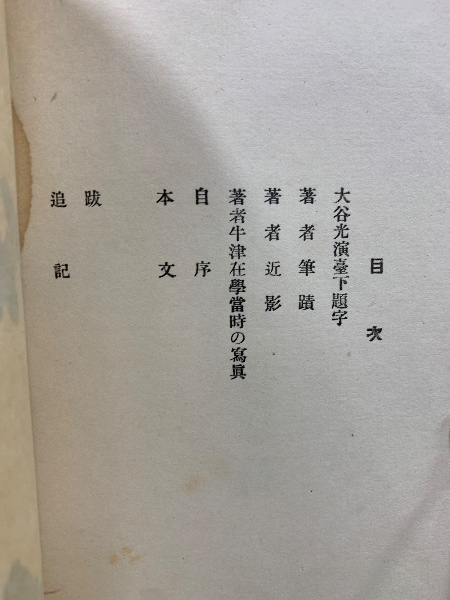 目次
大谷光演臺下題字
著者筆蹟
著者近影
著者牛津在學當時の寫眞
自序
本文
跋
追記